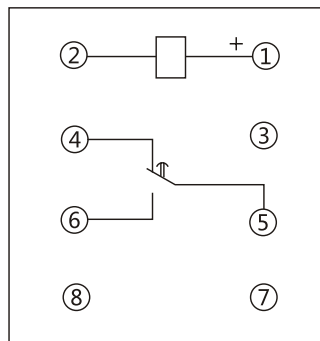 ② + ①
④ ③
⑥ ⑤
⑧ ⑦